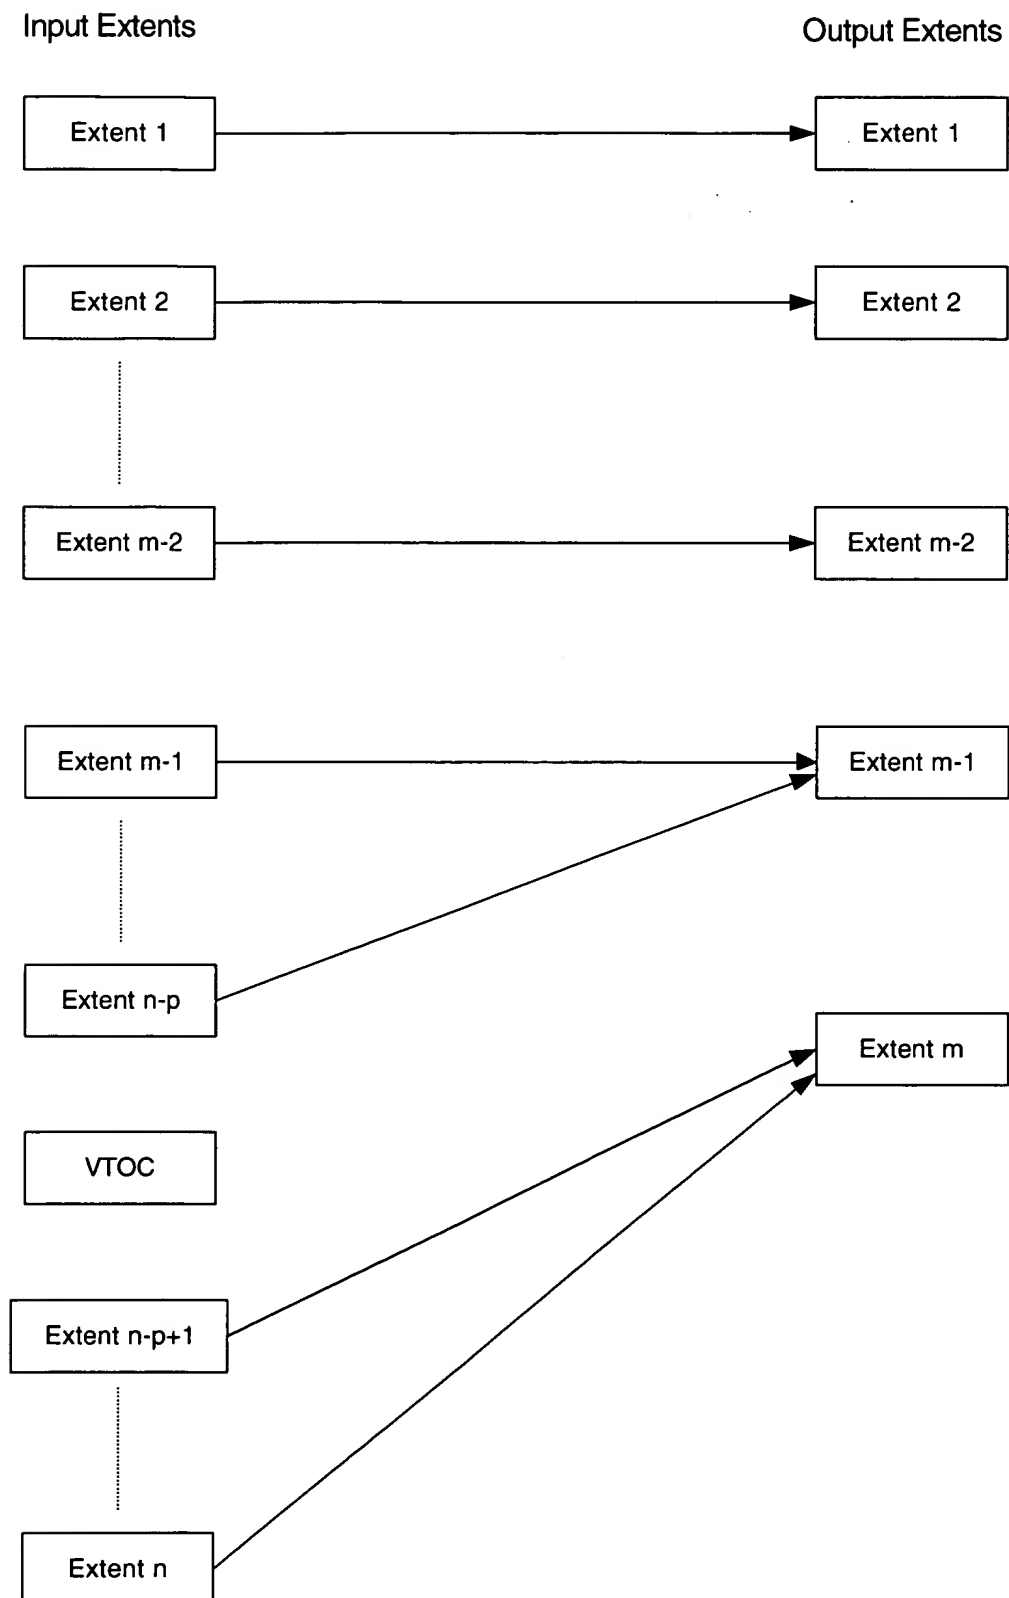 Input Extents
Output Extents
Extent 1
Extent 1
Extent 2
Extent 2
Extent m-2
Extent m-2
Extent m-1
Extent m-1
Extent n-p
Extent m
VTOC
Extent n-p+1
Extent n